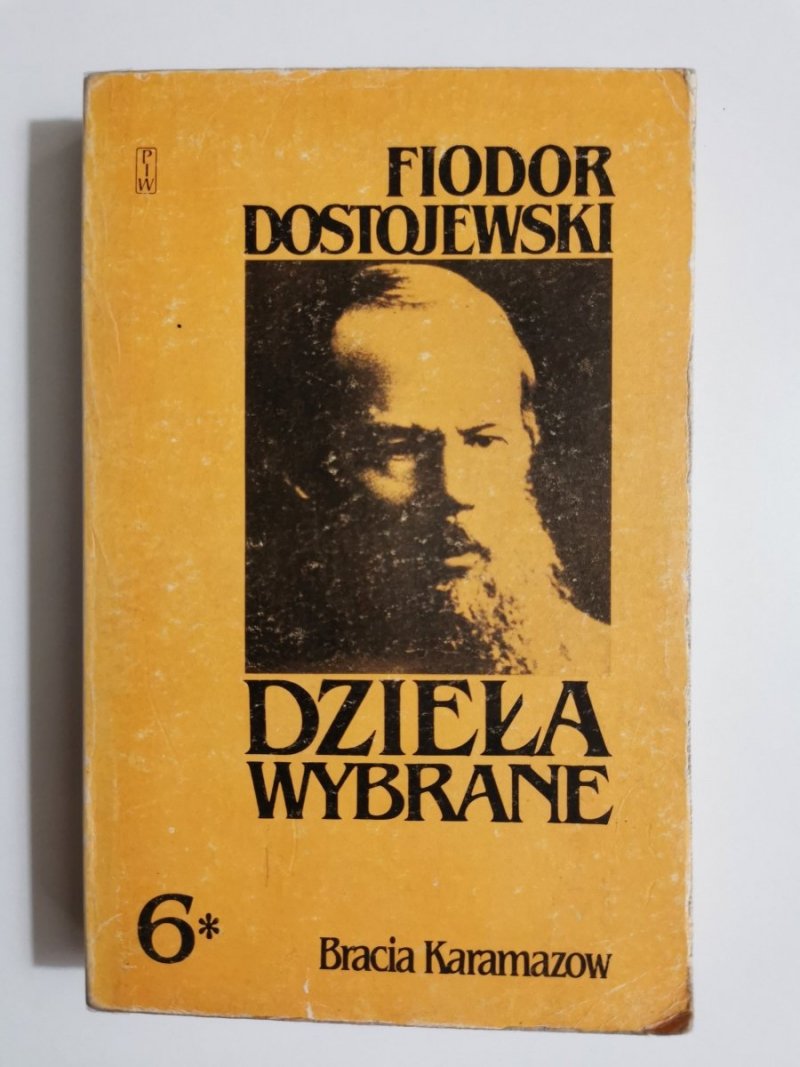 PIW
FIODOR
DOSTOJEWSKI
DZIEŁA
WYBRANE
6*
Bracia Karamazow